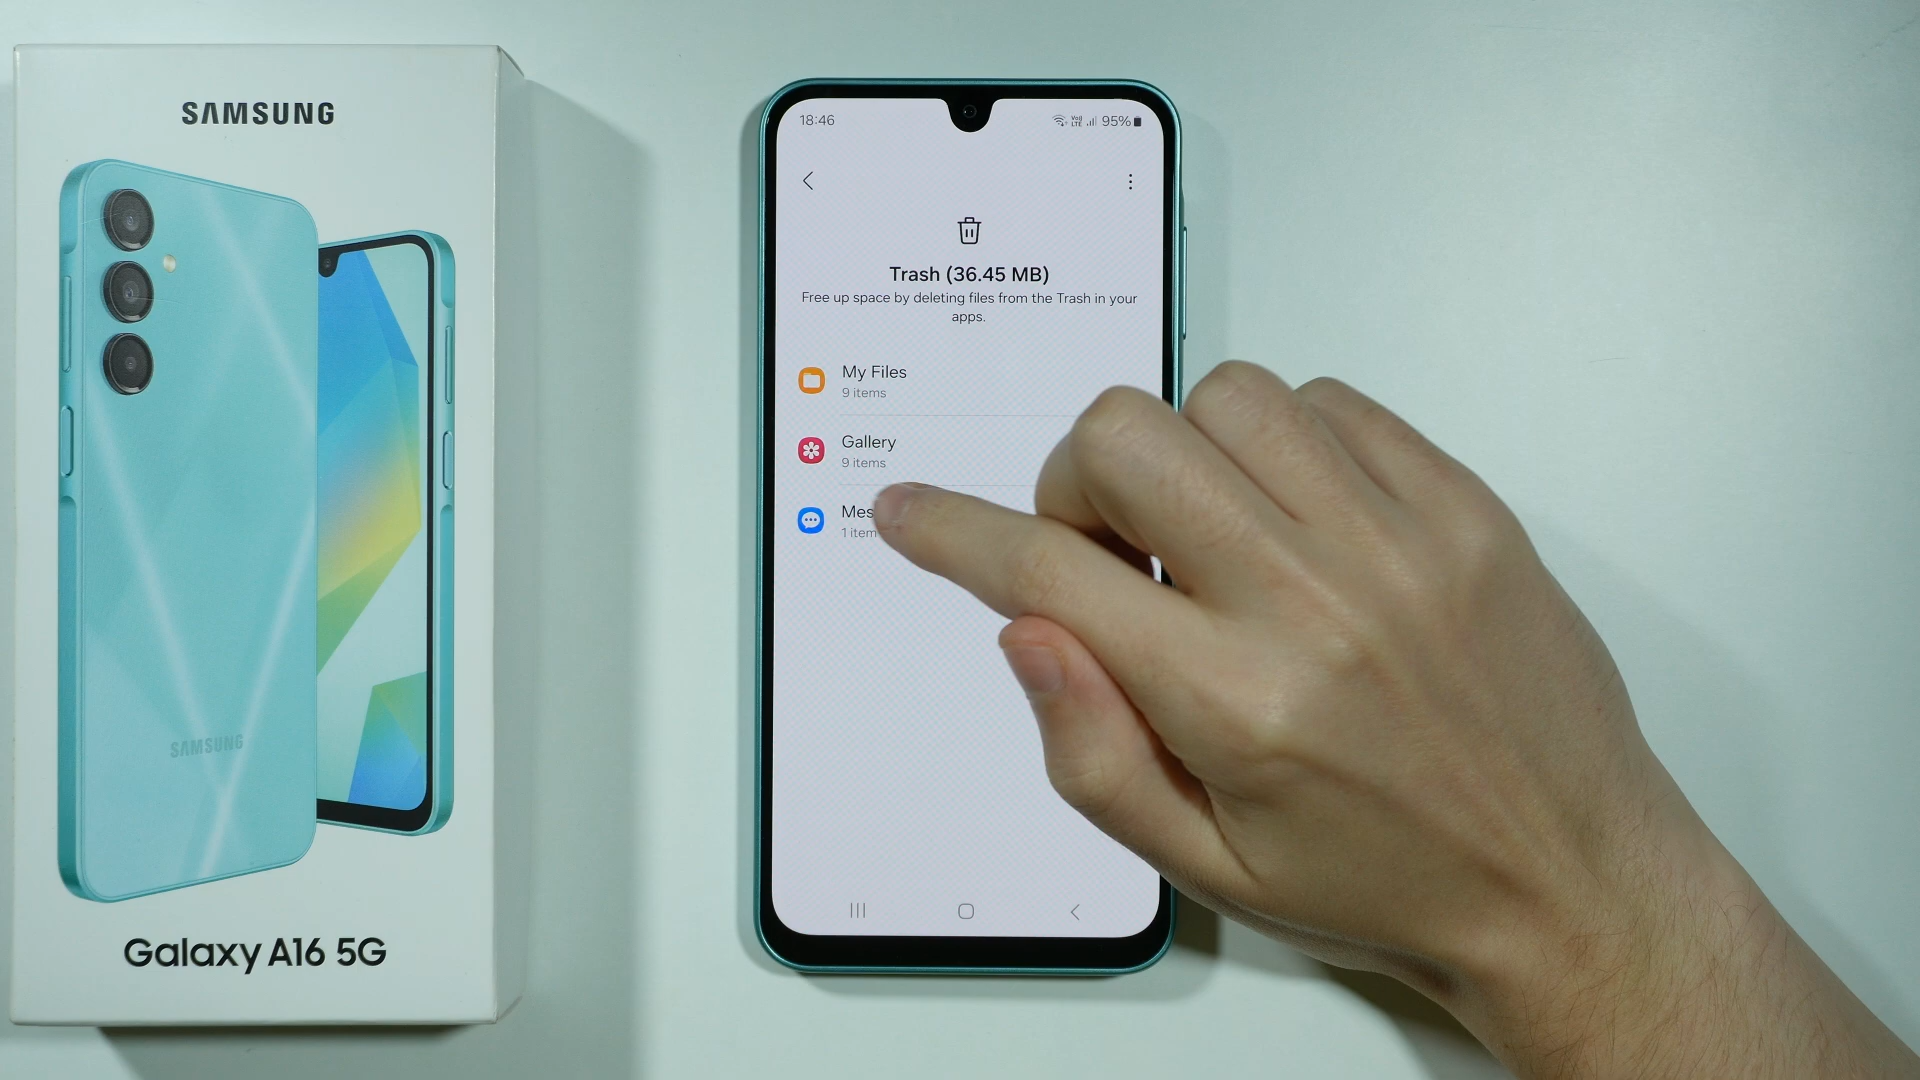 SAMSUNG
SAMSUNG
Galaxy A16 5G
18:46
95%
Trash (36.45 MB)
Free up space by deleting files from the Trash in your
apps.
My Files
9 items
Gallery
9 items
Mes
1 item